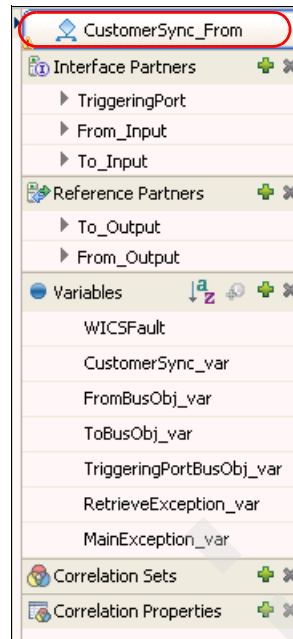 CustomerSync_From
Interface Partners
TriggeringPort
From_Input
To_Input
Reference Partners
To_Output
From_Output
Variables
WICSFault
CustomerSync_var
FromBusObj_var
ToBusObj_var
TriggeringPortBusObj_var
RetrieveException_var
MainException_var
Correlation Sets
Correlation Properties